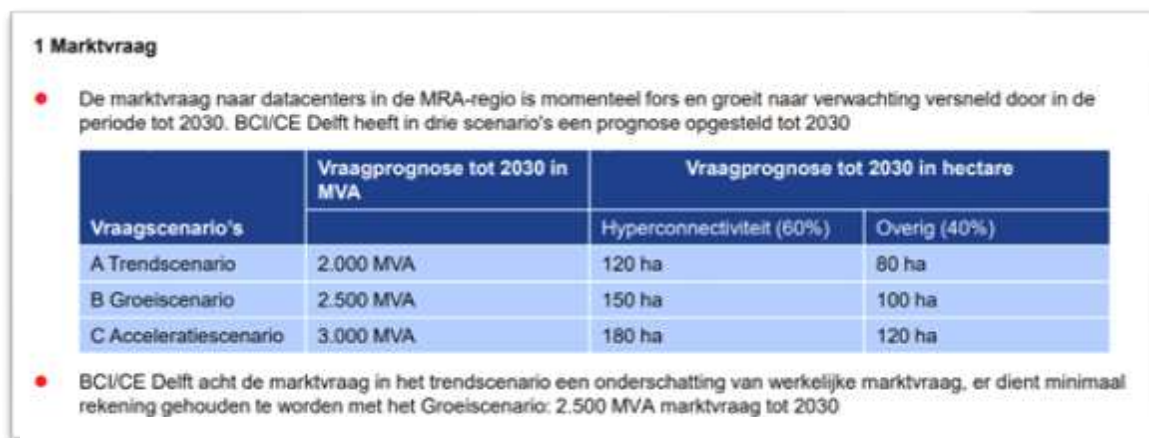 1 Marktvraag
De marktvraag naar datacenters in de MRA-regio is momenteel fors en groeit naar verwachting versneld door in de
periode tot 2030. BCI/CE Delft heeft in drie scenario's een prognose opgesteld tot 2030
Vraagprognose tot 2030 in MVA Vraagprognose tot 2030 in hectare
Vraagscenario's Hyperconnectiviteit (60%) Overig (40%)
A Trendscenario 2.000 MVA 120 ha 80 ha
B Groeiscenario 2.500 MVA 150 ha 100 ha
C Acceleratiescenario 3.000 MVA 180 ha 120 ha
BCI/CE Delft acht de marktvraag in het trendscenario een onderschatting van werkelijke marktvraag, er dient minimaal
rekening gehouden te worden met het Groeiscenario: 2.500 MVA marktvraag tot 2030